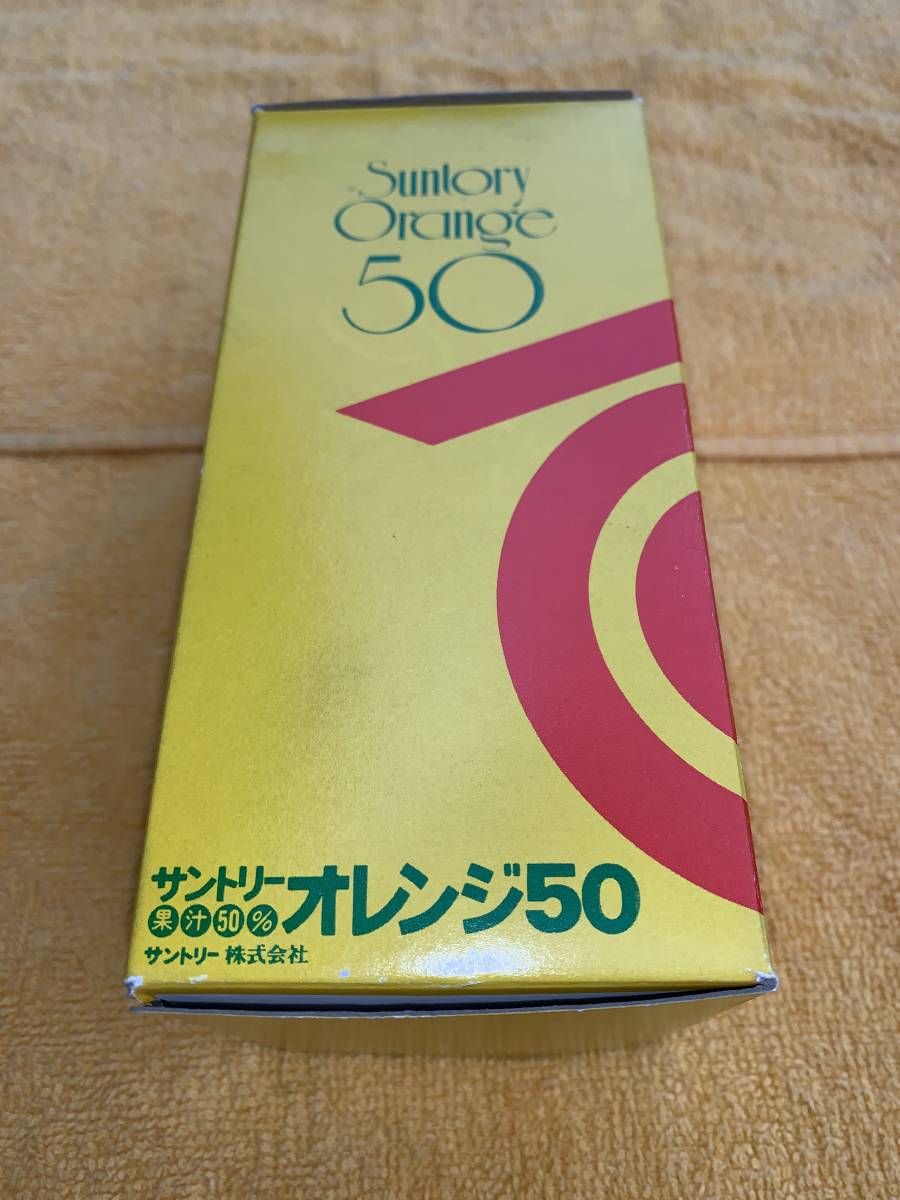 Suntory
Orange
50
サントリー
果汁50%
オレンジ50
サントリー株式会社